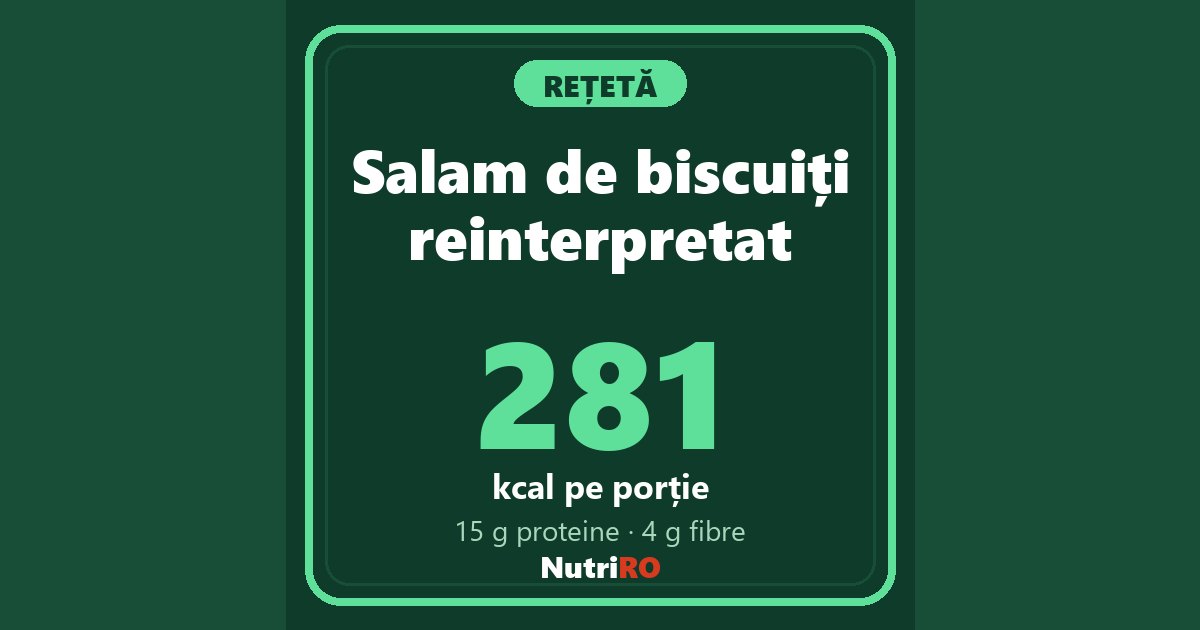 REȚETĂ
Salam de biscuiți
reinterpretat
281
kcal pe porție
15 g proteine · 4 g fibre
NutriRO